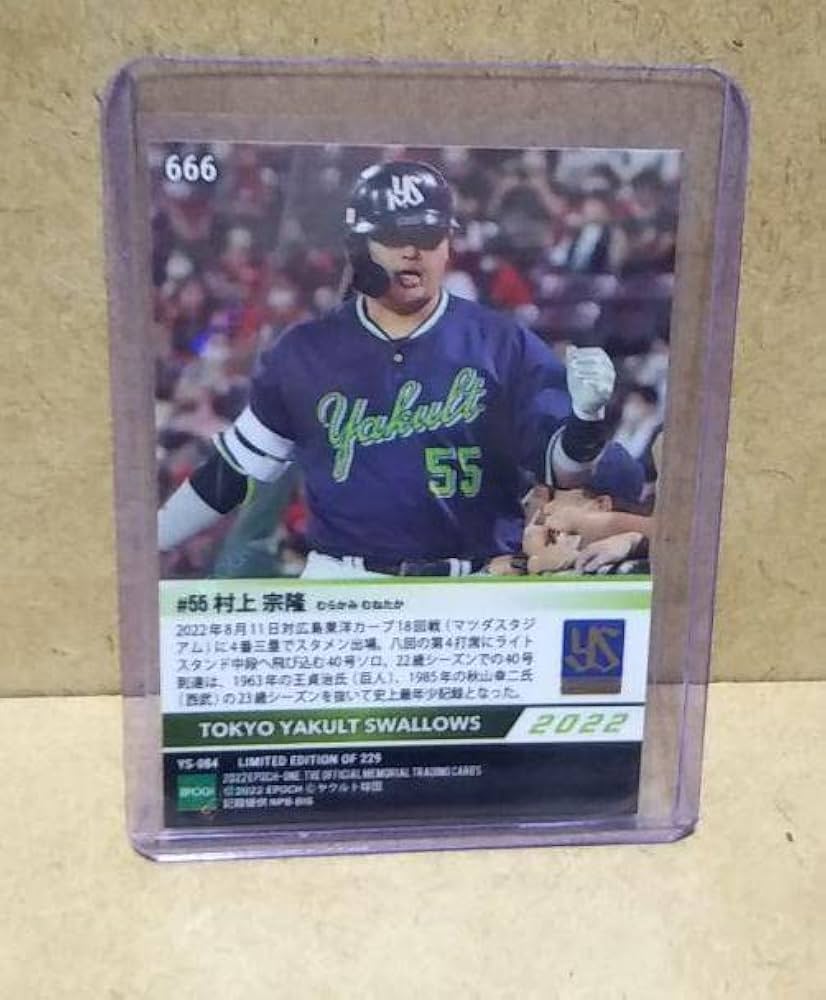 666
YS
Yakult
55
#55 村上 宗隆 むらかみ むねたか
2022年8月11日対広島東洋カープ18回戦(マツダスタジ
アム)に4番三塁でスタメン出場。八回の第4打席にライト
スタンド中段へ飛び込む40号ソロ。22歳シーズンでの40号
到達は、1963年の王貞治氏(巨人)、1985年の秋山幸二氏
(西武)の23歳シーズンを抜いて史上最年少記録となった。
YS
TOKYO YAKULT SWALLOWS 2022
YS-084 LIMITED EDITION OF 229
2022 EPOCH-ONE: THE OFFICIAL MEMORIAL TRADING CARDS
EPOCH ©2022 EPOCH ©ヤクルト球団
記録提供 NPB BIS